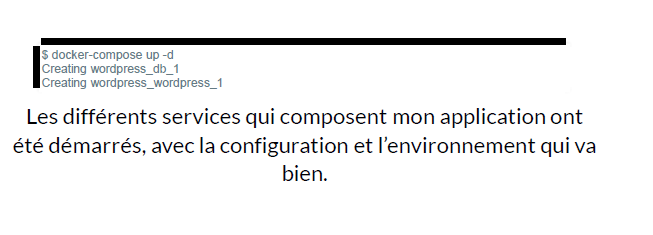 $ docker-compose up -d
Creating wordpress_db_1
Creating wordpress_wordpress_1
Les différents services qui composent mon application ont
été démarrés, avec la configuration et l’environnement qui va
bien.